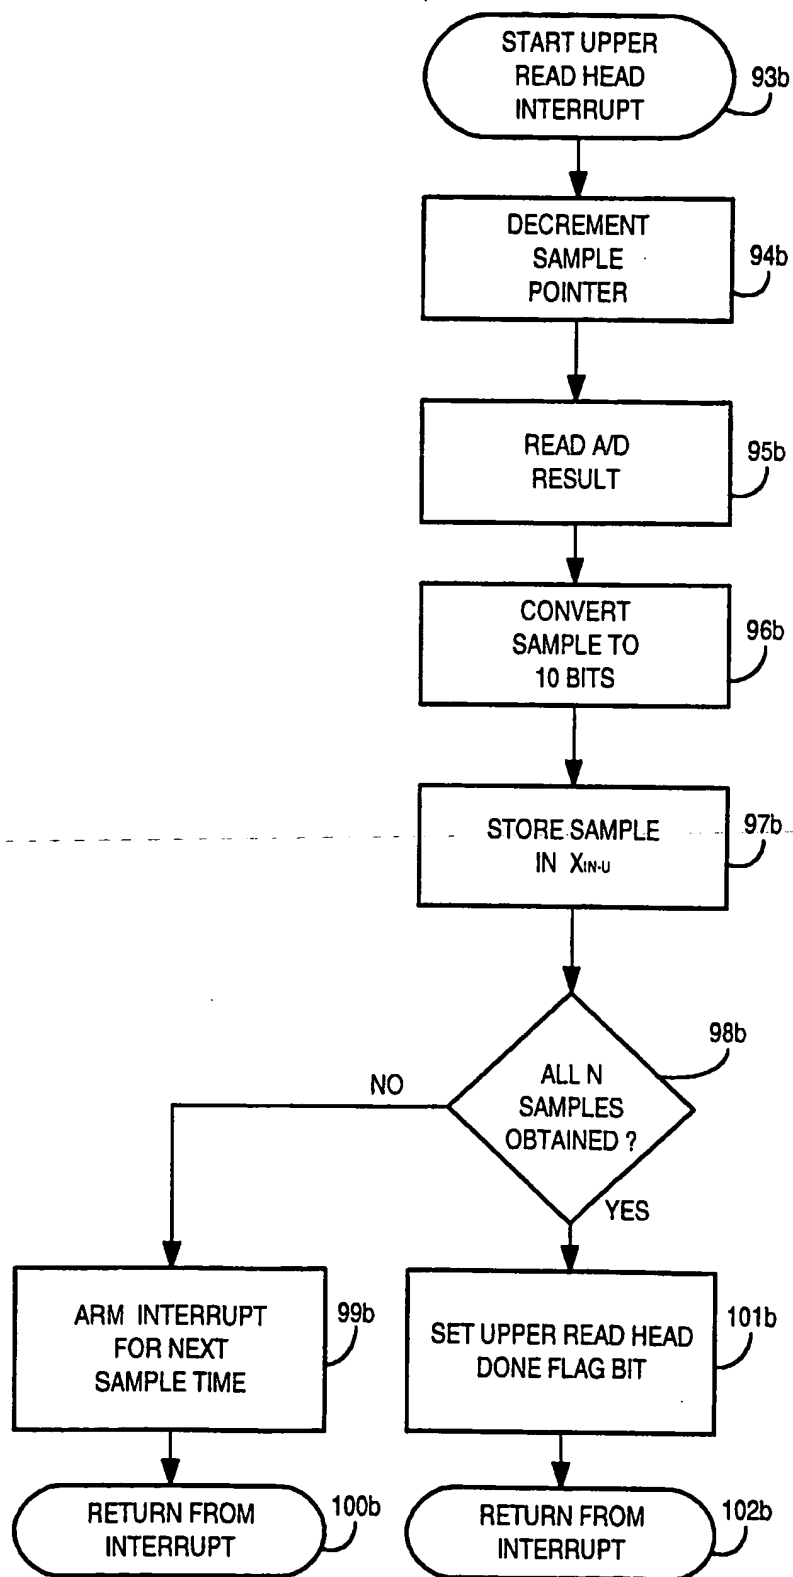 START UPPER
READ HEAD
INTERRUPT
93b
DECREMENT
SAMPLE
POINTER
94b
READ A/D
RESULT
95b
CONVERT
SAMPLE TO
10 BITS
96b
STORE SAMPLE
IN XIN-U
97b
ALL N
SAMPLES
OBTAINED ?
98b
NO
YES
ARM INTERRUPT
FOR NEXT
SAMPLE TIME
99b
SET UPPER READ HEAD
DONE FLAG BIT
101b
RETURN FROM
INTERRUPT
100b
RETURN FROM
INTERRUPT
102b